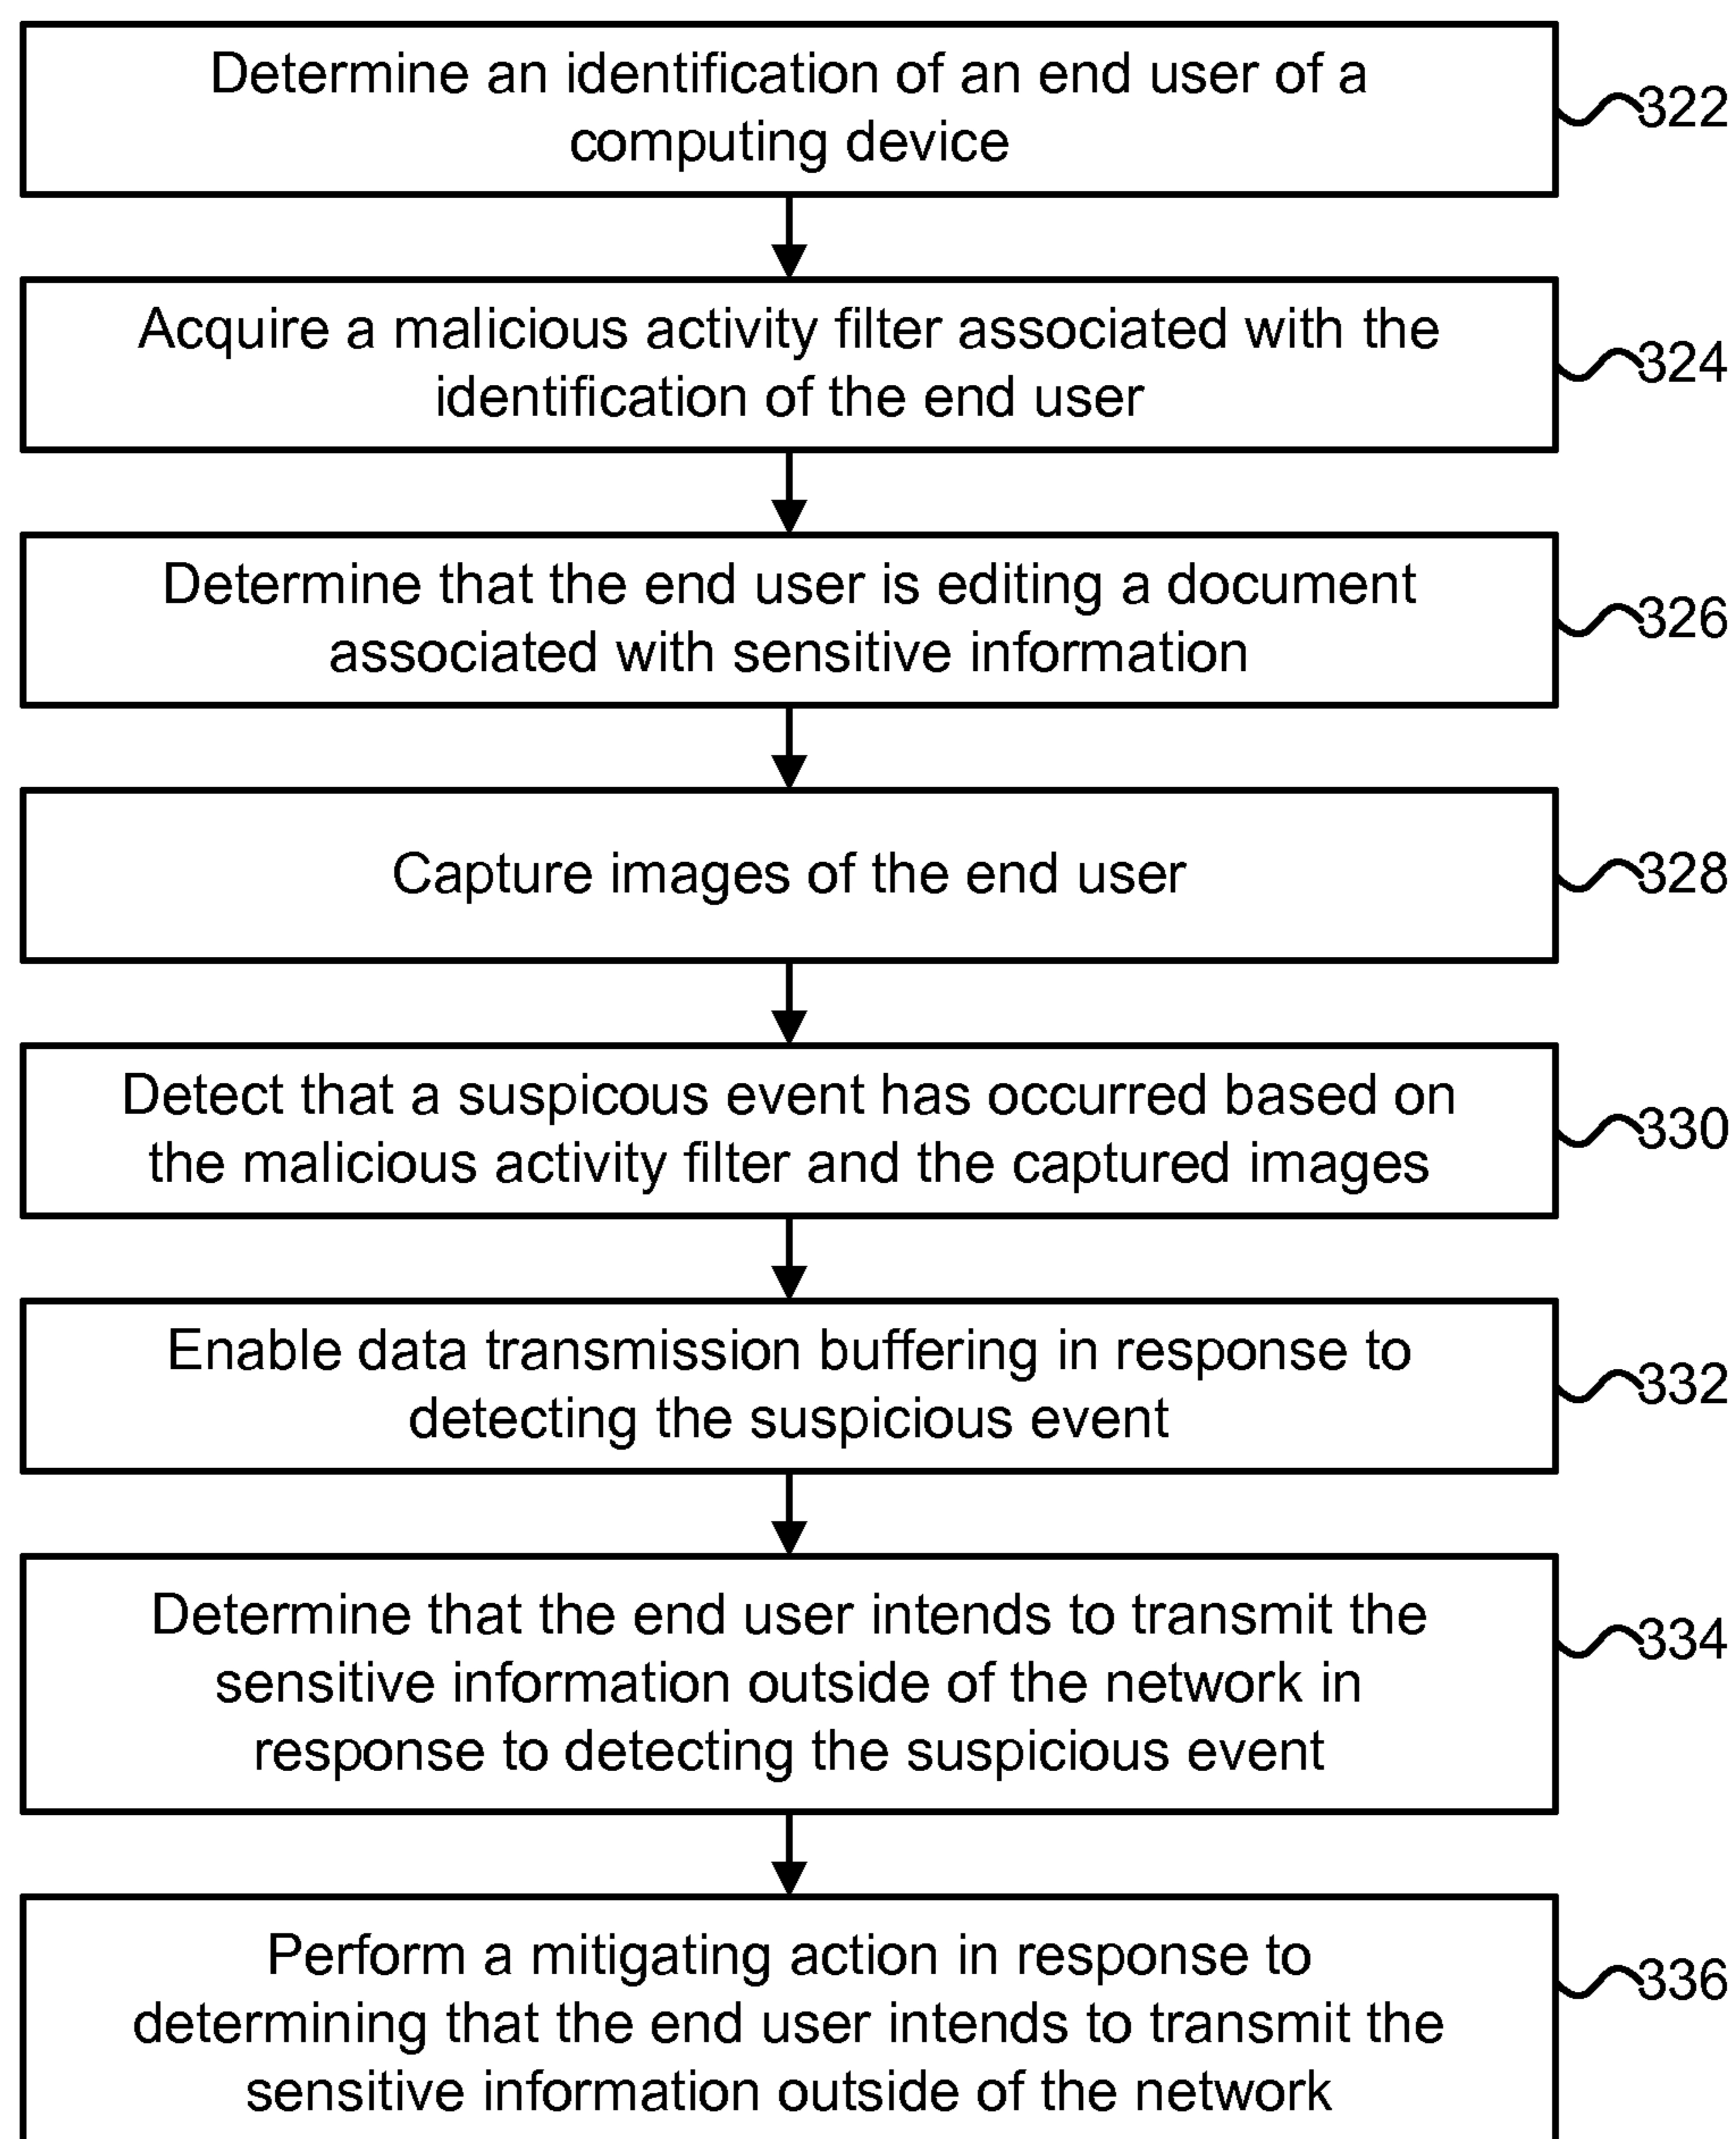 Determine an identification of an end user of a
computing device
322
Acquire a malicious activity filter associated with the
identification of the end user
324
Determine that the end user is editing a document
associated with sensitive information
326
Capture images of the end user
328
Detect that a suspicous event has occurred based on
the malicious activity filter and the captured images
330
Enable data transmission buffering in response to
detecting the suspicious event
332
Determine that the end user intends to transmit the
sensitive information outside of the network in
response to detecting the suspicious event
334
Perform a mitigating action in response to
determining that the end user intends to transmit the
sensitive information outside of the network
336